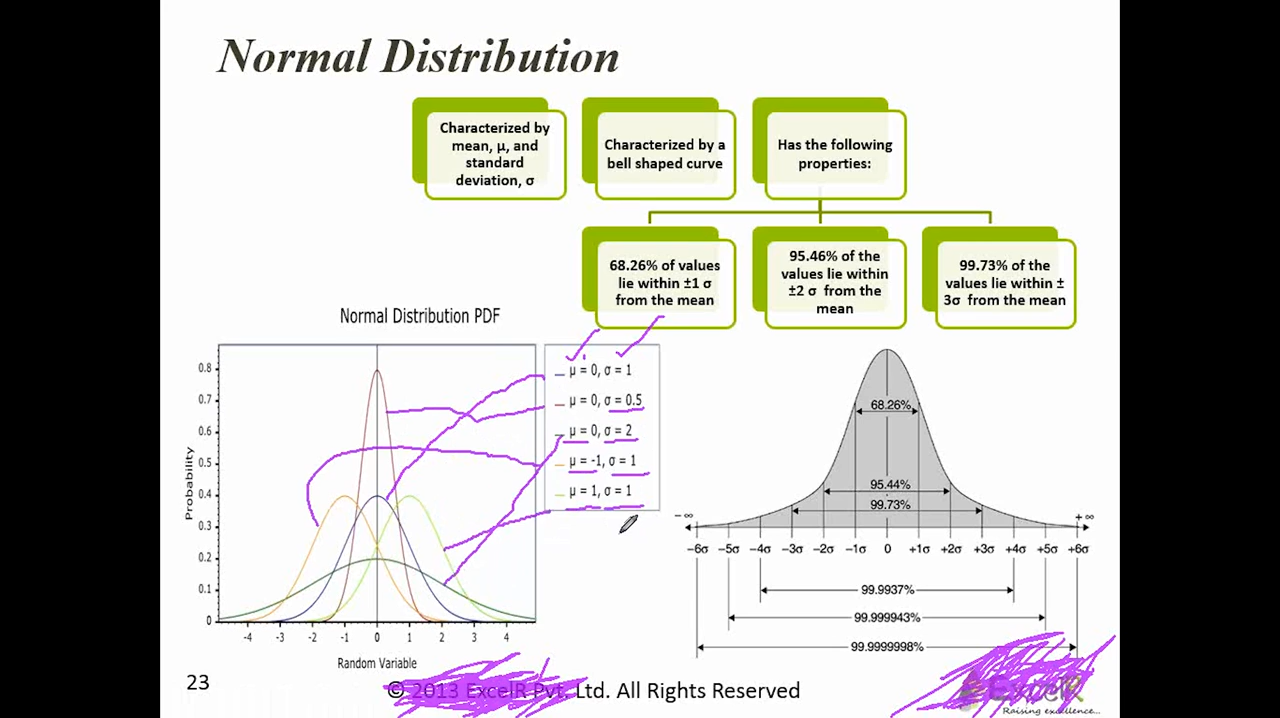 Normal Distribution
Characterized by
mean, μ, and
standard
deviation, σ
Characterized by a
bell shaped curve
Has the following
properties:
68.26% of values
lie within ±1 σ
from the mean
95.46% of the
values lie within
±2 σ from the
mean
99.73% of the
values lie within ±
3σ from the mean
Normal Distribution PDF
0.8
0.7
0.6
0.5
0.4
0.3
0.2
0.1
0
Probability
-4 -3 -2 -1 0 1 2 3 4
Random Variable
μ = 0, σ = 1
μ = 0, σ = 0.5
μ = 0, σ = 2
μ = -1, σ = 1
μ = 1, σ = 1
68.26%
95.44%
99.73%
−∞ +∞
−6σ −5σ −4σ −3σ −2σ −1σ 0 +1σ +2σ +3σ +4σ +5σ +6σ
99.9937%
99.999943%
99.9999998%
23
© 2013 ExcelR Pvt. Ltd. All Rights Reserved
ExcelR
Raising excellence...